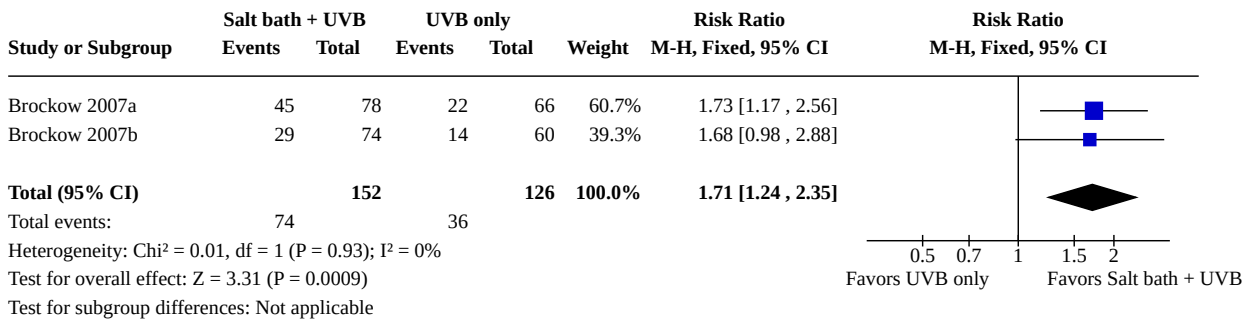 Salt bath + UVB UVB only Risk Ratio Risk Ratio
Study or Subgroup Events Total Events Total Weight M-H, Fixed, 95% CI M-H, Fixed, 95% CI
Brockow 2007a 45 78 22 66 60.7% 1.73 [1.17 , 2.56]
Brockow 2007b 29 74 14 60 39.3% 1.68 [0.98 , 2.88]
Total (95% CI) 152 126 100.0% 1.71 [1.24 , 2.35]
Total events: 74 36
Heterogeneity: Chi² = 0.01, df = 1 (P = 0.93); I² = 0%
0.5 0.7 1 1.5 2
Test for overall effect: Z = 3.31 (P = 0.0009) Favors UVB only Favors Salt bath + UVB
Test for subgroup differences: Not applicable